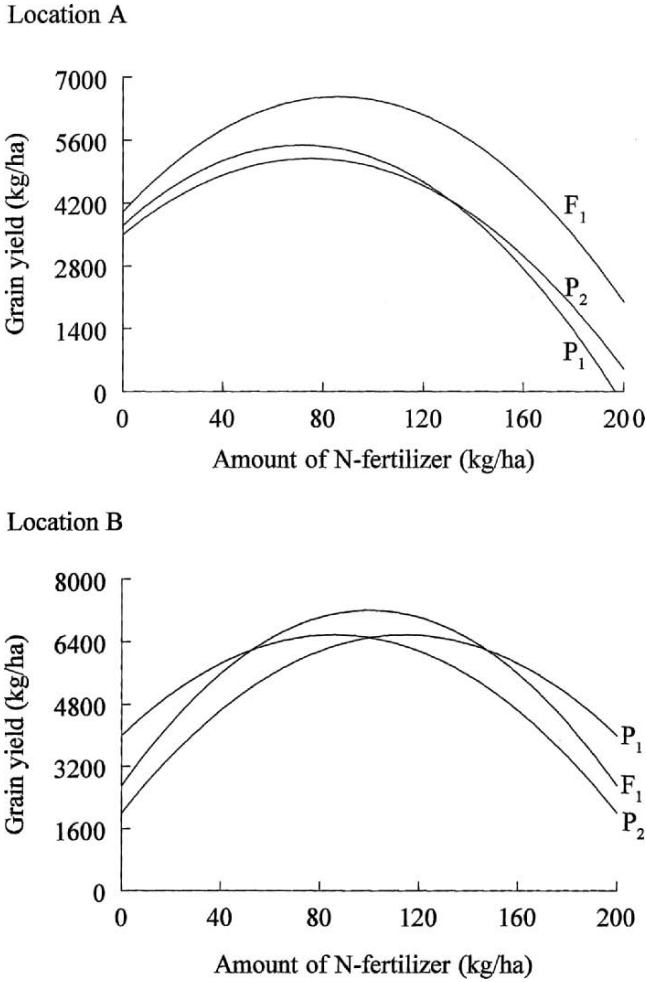 Location A
7000
5600
4200
2800
1400
0
Grain yield (kg/ha)
F1
P2
P1
0 40 80 120 160 200
Amount of N-fertilizer (kg/ha)
Location B
8000
6400
4800
3200
1600
0
Grain yield (kg/ha)
P1
F1
P2
0 40 80 120 160 200
Amount of N-fertilizer (kg/ha)